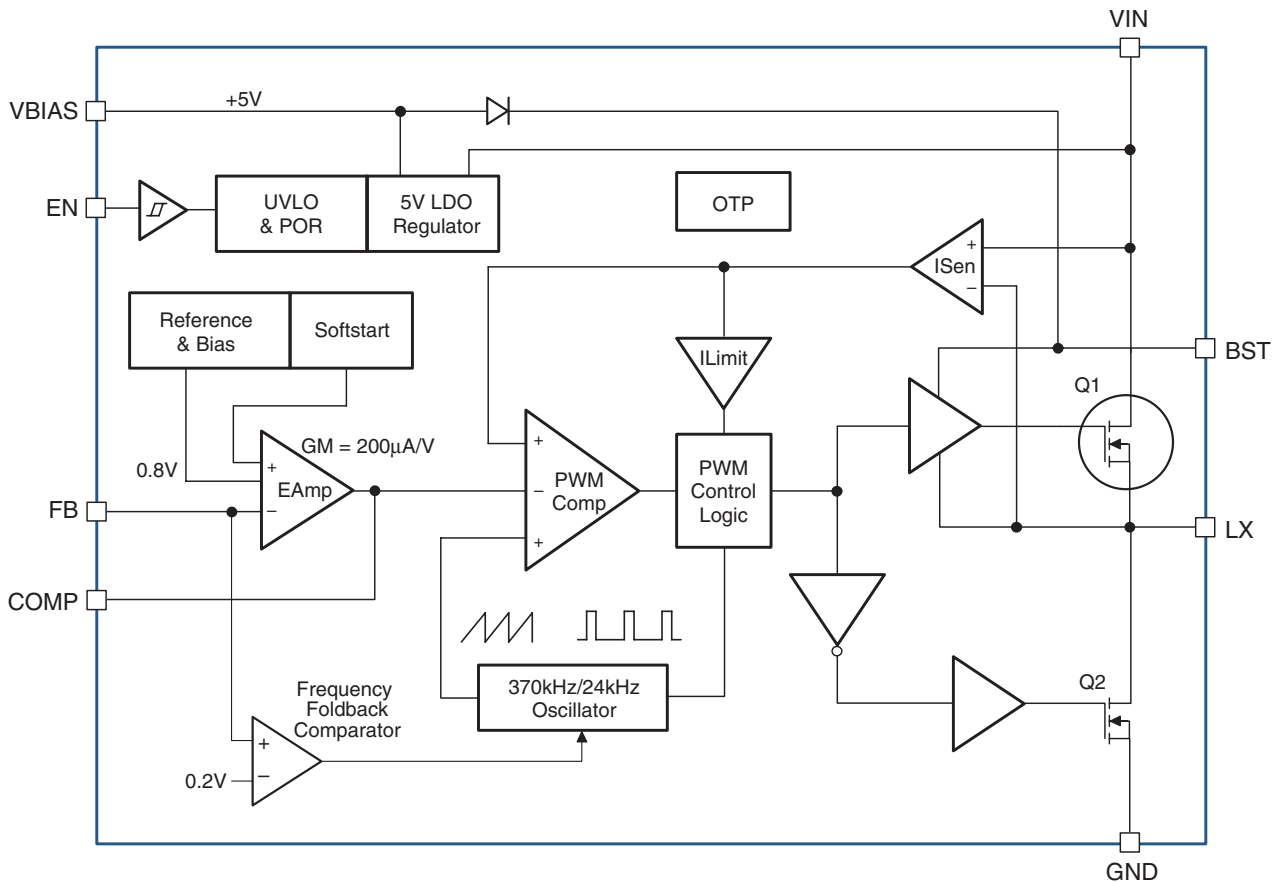 VIN
VBIAS
+5V
EN
UVLO
& POR
5V LDO
Regulator
OTP
+
ISen
−
Reference
& Bias
Softstart
ILimit
BST
Q1
GM = 200μA/V
0.8V
+
EAmp
−
FB
+
PWM
Comp
−
+
PWM
Control
Logic
LX
COMP
370kHz/24kHz
Oscillator
Frequency
Foldback
Comparator
Q2
+
0.2V
−
GND